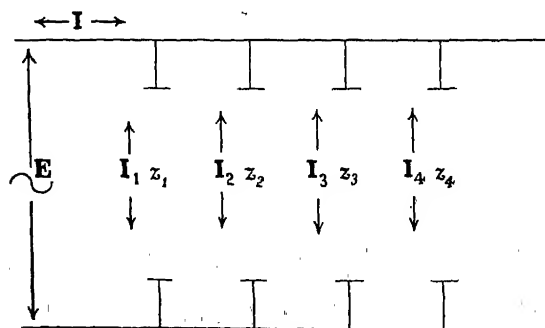 I
E I₁ z₁ I₂ z₂ I₃ z₃ I₄ z₄